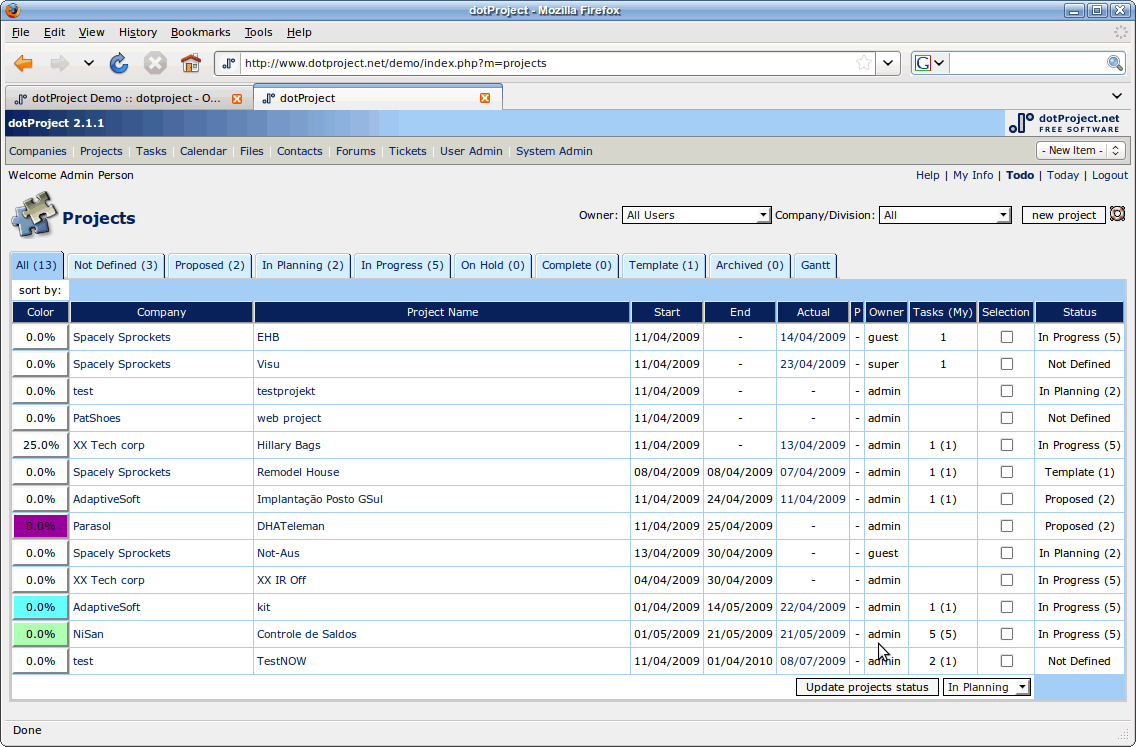 dotProject - Mozilla Firefox
File Edit View History Bookmarks Tools Help
http://www.dotproject.net/demo/index.php?m=projects
G
dotProject Demo :: dotproject - O... dotProject
dotProject 2.1.1
dotProject.net
FREE SOFTWARE
Companies | Projects | Tasks | Calendar | Files | Contacts | Forums | Tickets | User Admin | System Admin - New Item -
Welcome Admin Person Help | My Info | Todo | Today | Logout
Projects Owner: All Users Company/Division: All new project
All (13) Not Defined (3) Proposed (2) In Planning (2) In Progress (5) On Hold (0) Complete (0) Template (1) Archived (0) Gantt
sort by:
Color Company Project Name Start End Actual P Owner Tasks (My) Selection Status
0.0% Spacely Sprockets EHB 11/04/2009 - 14/04/2009 - guest 1 In Progress (5)
0.0% Spacely Sprockets Visu 11/04/2009 - 23/04/2009 - super 1 Not Defined
0.0% test testprojekt 11/04/2009 - - - admin In Planning (2)
0.0% PatShoes web project 11/04/2009 - - - admin Not Defined
25.0% XX Tech corp Hillary Bags 11/04/2009 - 13/04/2009 - admin 1 (1) In Progress (5)
0.0% Spacely Sprockets Remodel House 08/04/2009 08/04/2009 07/04/2009 - admin 1 (1) Template (1)
0.0% AdaptiveSoft Implantação Posto GSul 11/04/2009 24/04/2009 11/04/2009 - admin 1 (1) Proposed (2)
0.0% Parasol DHATeleman 11/04/2009 25/04/2009 - - admin Proposed (2)
0.0% Spacely Sprockets Not-Aus 13/04/2009 30/04/2009 - - guest In Planning (2)
0.0% XX Tech corp XX IR Off 04/04/2009 30/04/2009 - - admin In Progress (5)
0.0% AdaptiveSoft kit 01/04/2009 14/05/2009 22/04/2009 - admin 1 (1) In Progress (5)
0.0% NiSan Controle de Saldos 01/05/2009 21/05/2009 21/05/2009 - admin 5 (5) In Progress (5)
0.0% test TestNOW 11/04/2009 01/04/2010 08/07/2009 - admin 2 (1) Not Defined
Update projects status In Planning
Done